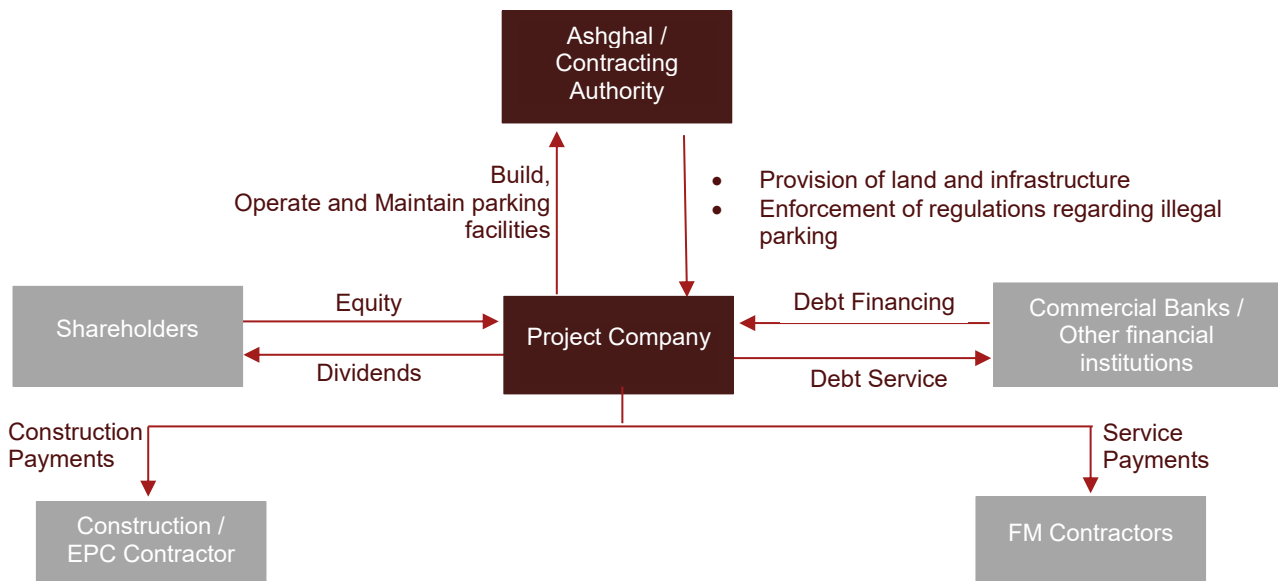 Ashghal /
Contracting
Authority
Build,
Operate and Maintain parking
facilities
• Provision of land and infrastructure
• Enforcement of regulations regarding illegal
parking
Shareholders
Equity
Dividends
Project Company
Debt Financing
Debt Service
Commercial Banks /
Other financial
institutions
Construction
Payments
Service
Payments
Construction /
EPC Contractor
FM Contractors